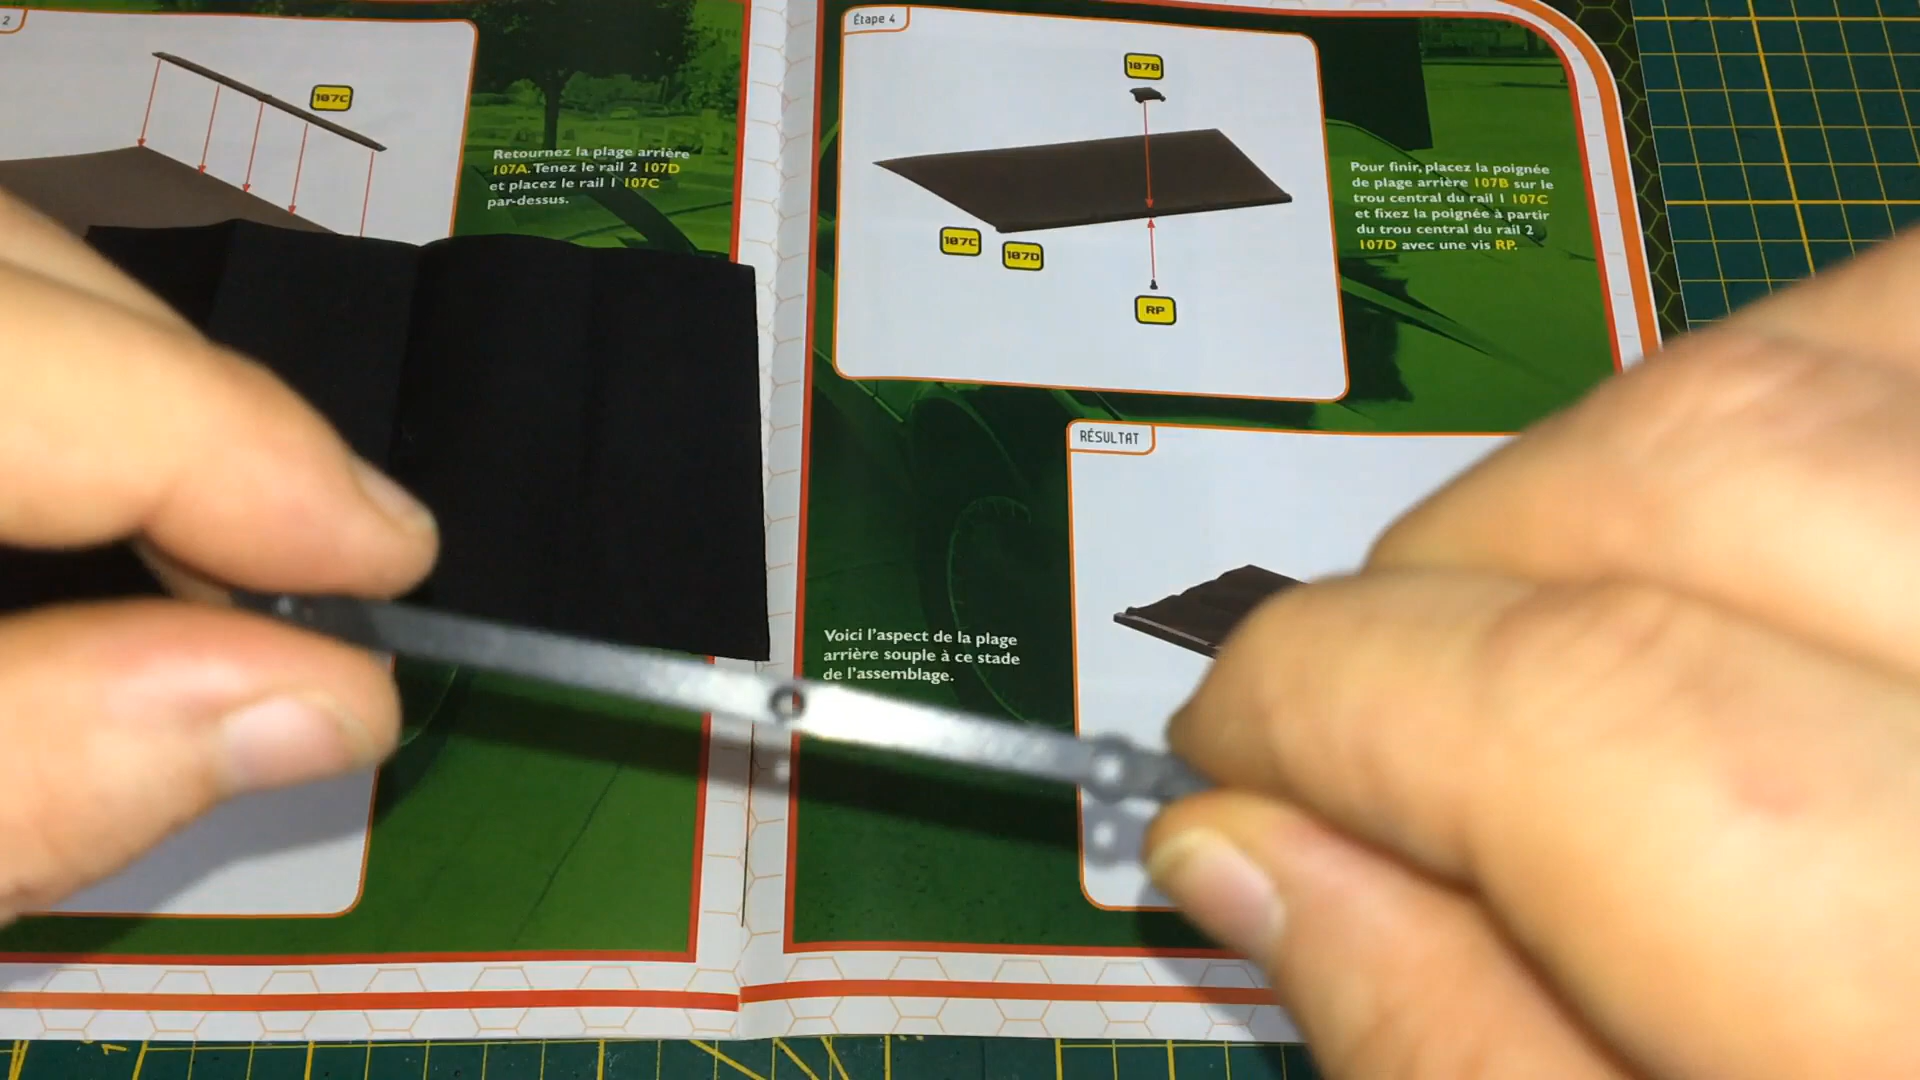 2
107C
Retournez la plage arrière
107A. Tenez le rail 2 107D
et placez le rail 1 107C
par-dessus.
Étape 4
107B
107C
107D
RP
Pour finir, placez la poignée
de plage arrière 107B sur le
trou central du rail 1 107C
et fixez la poignée à partir
du trou central du rail 2
107D avec une vis RP.
RÉSULTAT
Voici l'aspect de la plage
arrière souple à ce stade
de l'assemblage.